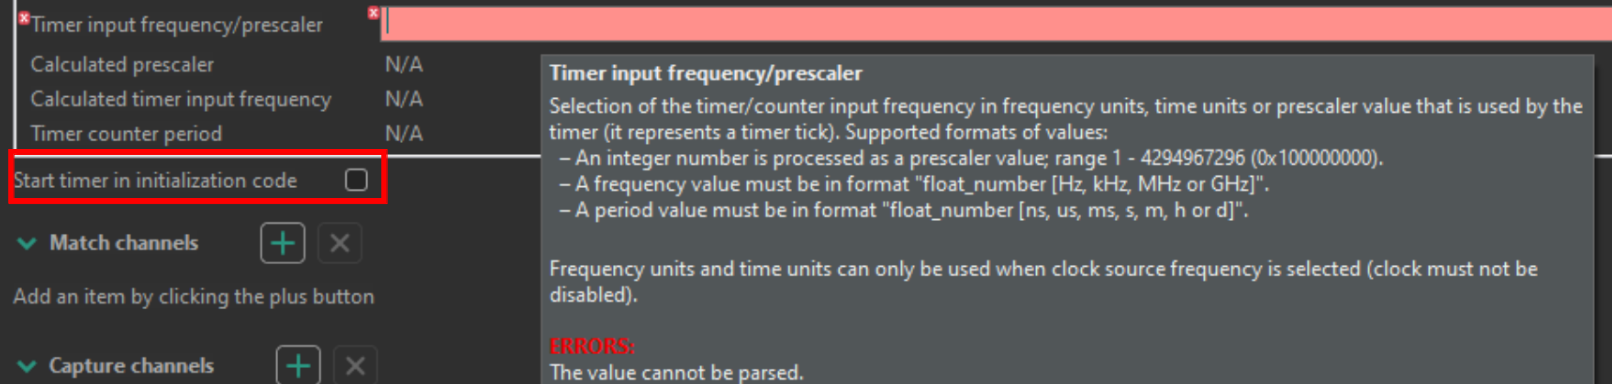 Timer input frequency/prescaler
Calculated prescaler N/A
Calculated timer input frequency N/A
Timer counter period N/A
Start timer in initialization code
Match channels
Add an item by clicking the plus button
Capture channels
Timer input frequency/prescaler
Selection of the timer/counter input frequency in frequency units, time units or prescaler value that is used by the
timer (it represents a timer tick). Supported formats of values:
– An integer number is processed as a prescaler value; range 1 - 4294967296 (0x100000000).
– A frequency value must be in format "float_number [Hz, kHz, MHz or GHz]".
– A period value must be in format "float_number [ns, us, ms, s, m, h or d]".
Frequency units and time units can only be used when clock source frequency is selected (clock must not be
disabled).
ERRORS:
The value cannot be parsed.